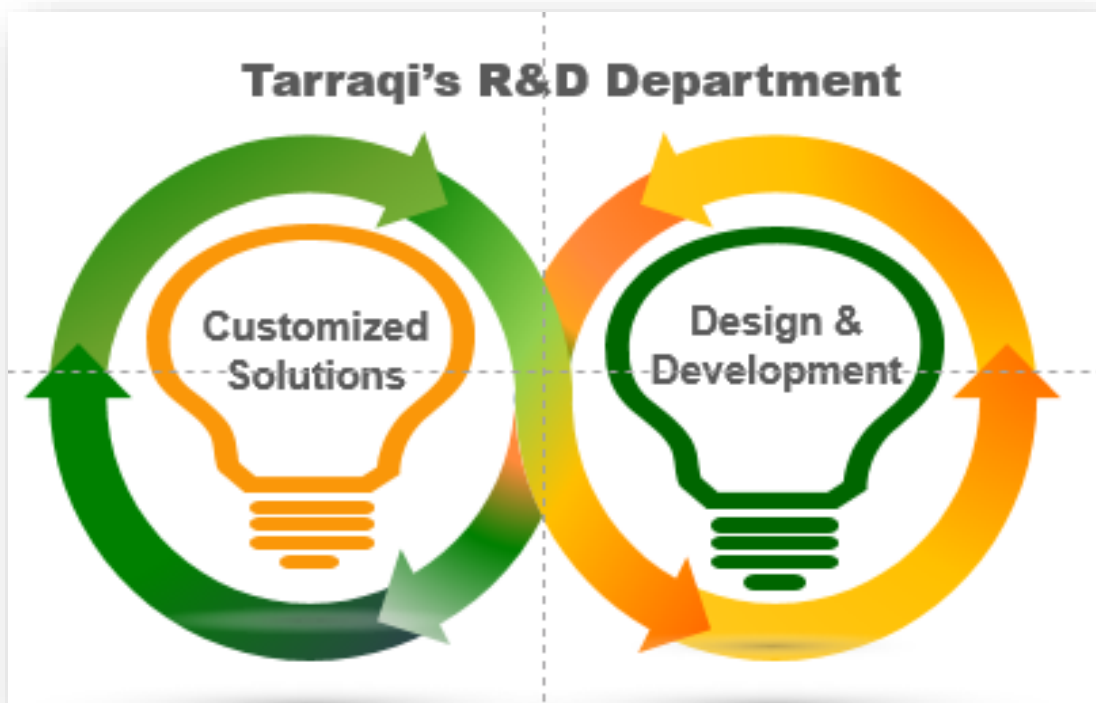 Tarraqi’s R&D Department
Customized
Solutions
Design &
Development